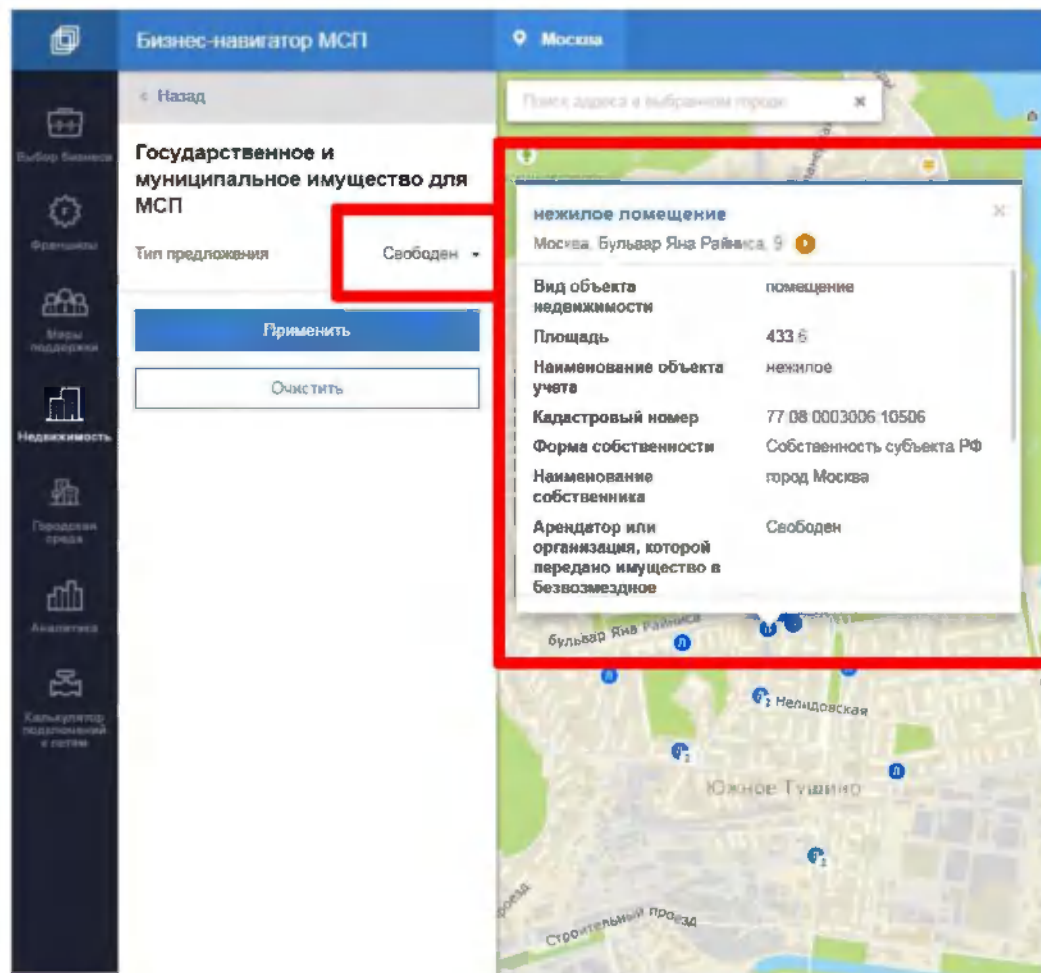 Бизнес-навигатор МСП
Москва
< Назад
Поиск адреса в выбранном городе
Выбор бизнеса
Государственное и
муниципальное имущество для
МСП
Франшизы
Тип предложения
Свободен
Применить
Очистить
Меры
поддержки
Недвижимость
Городская
среда
Аналитика
Калькулятор
подключений
к сетям
нежилое помещение
Москва, Бульвар Яна Райниса, 9
Вид объекта
недвижимости
помещение
Площадь
433.6
Наименование объекта
учета
нежилое
Кадастровый номер
77:08:0003006:10506
Форма собственности
Собственность субъекта РФ
Наименование
собственника
город Москва
Арендатор или
организация, которой
передано имущество в
безвозмездное
Свободен
бульвар Яна Райниса
Нелидовская
Южное Тушино
проезд
Строительный проезд